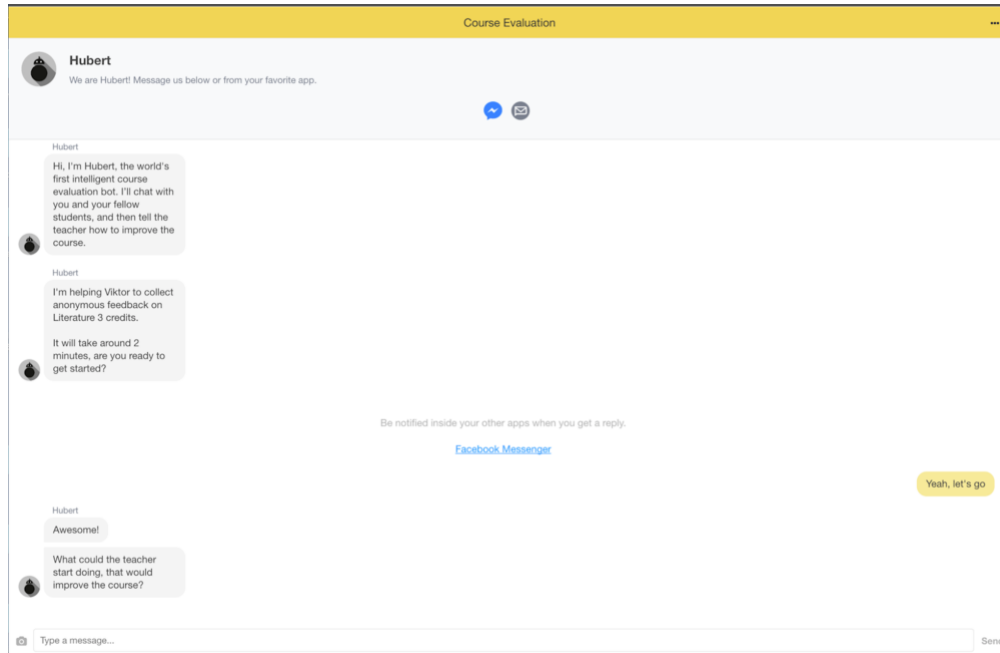 Course Evaluation
Hubert
We are Hubert! Message us below or from your favorite app.
Hubert
Hi, I'm Hubert, the world's
first intelligent course
evaluation bot. I'll chat with
you and your fellow
students, and then tell the
teacher how to improve the
course.
Hubert
I'm helping Viktor to collect
anonymous feedback on
Literature 3 credits.
It will take around 2
minutes, are you ready to
get started?
Be notified inside your other apps when you get a reply.
Facebook Messenger
Yeah, let's go
Hubert
Awesome!
What could the teacher
start doing, that would
improve the course?
Type a message...
Send